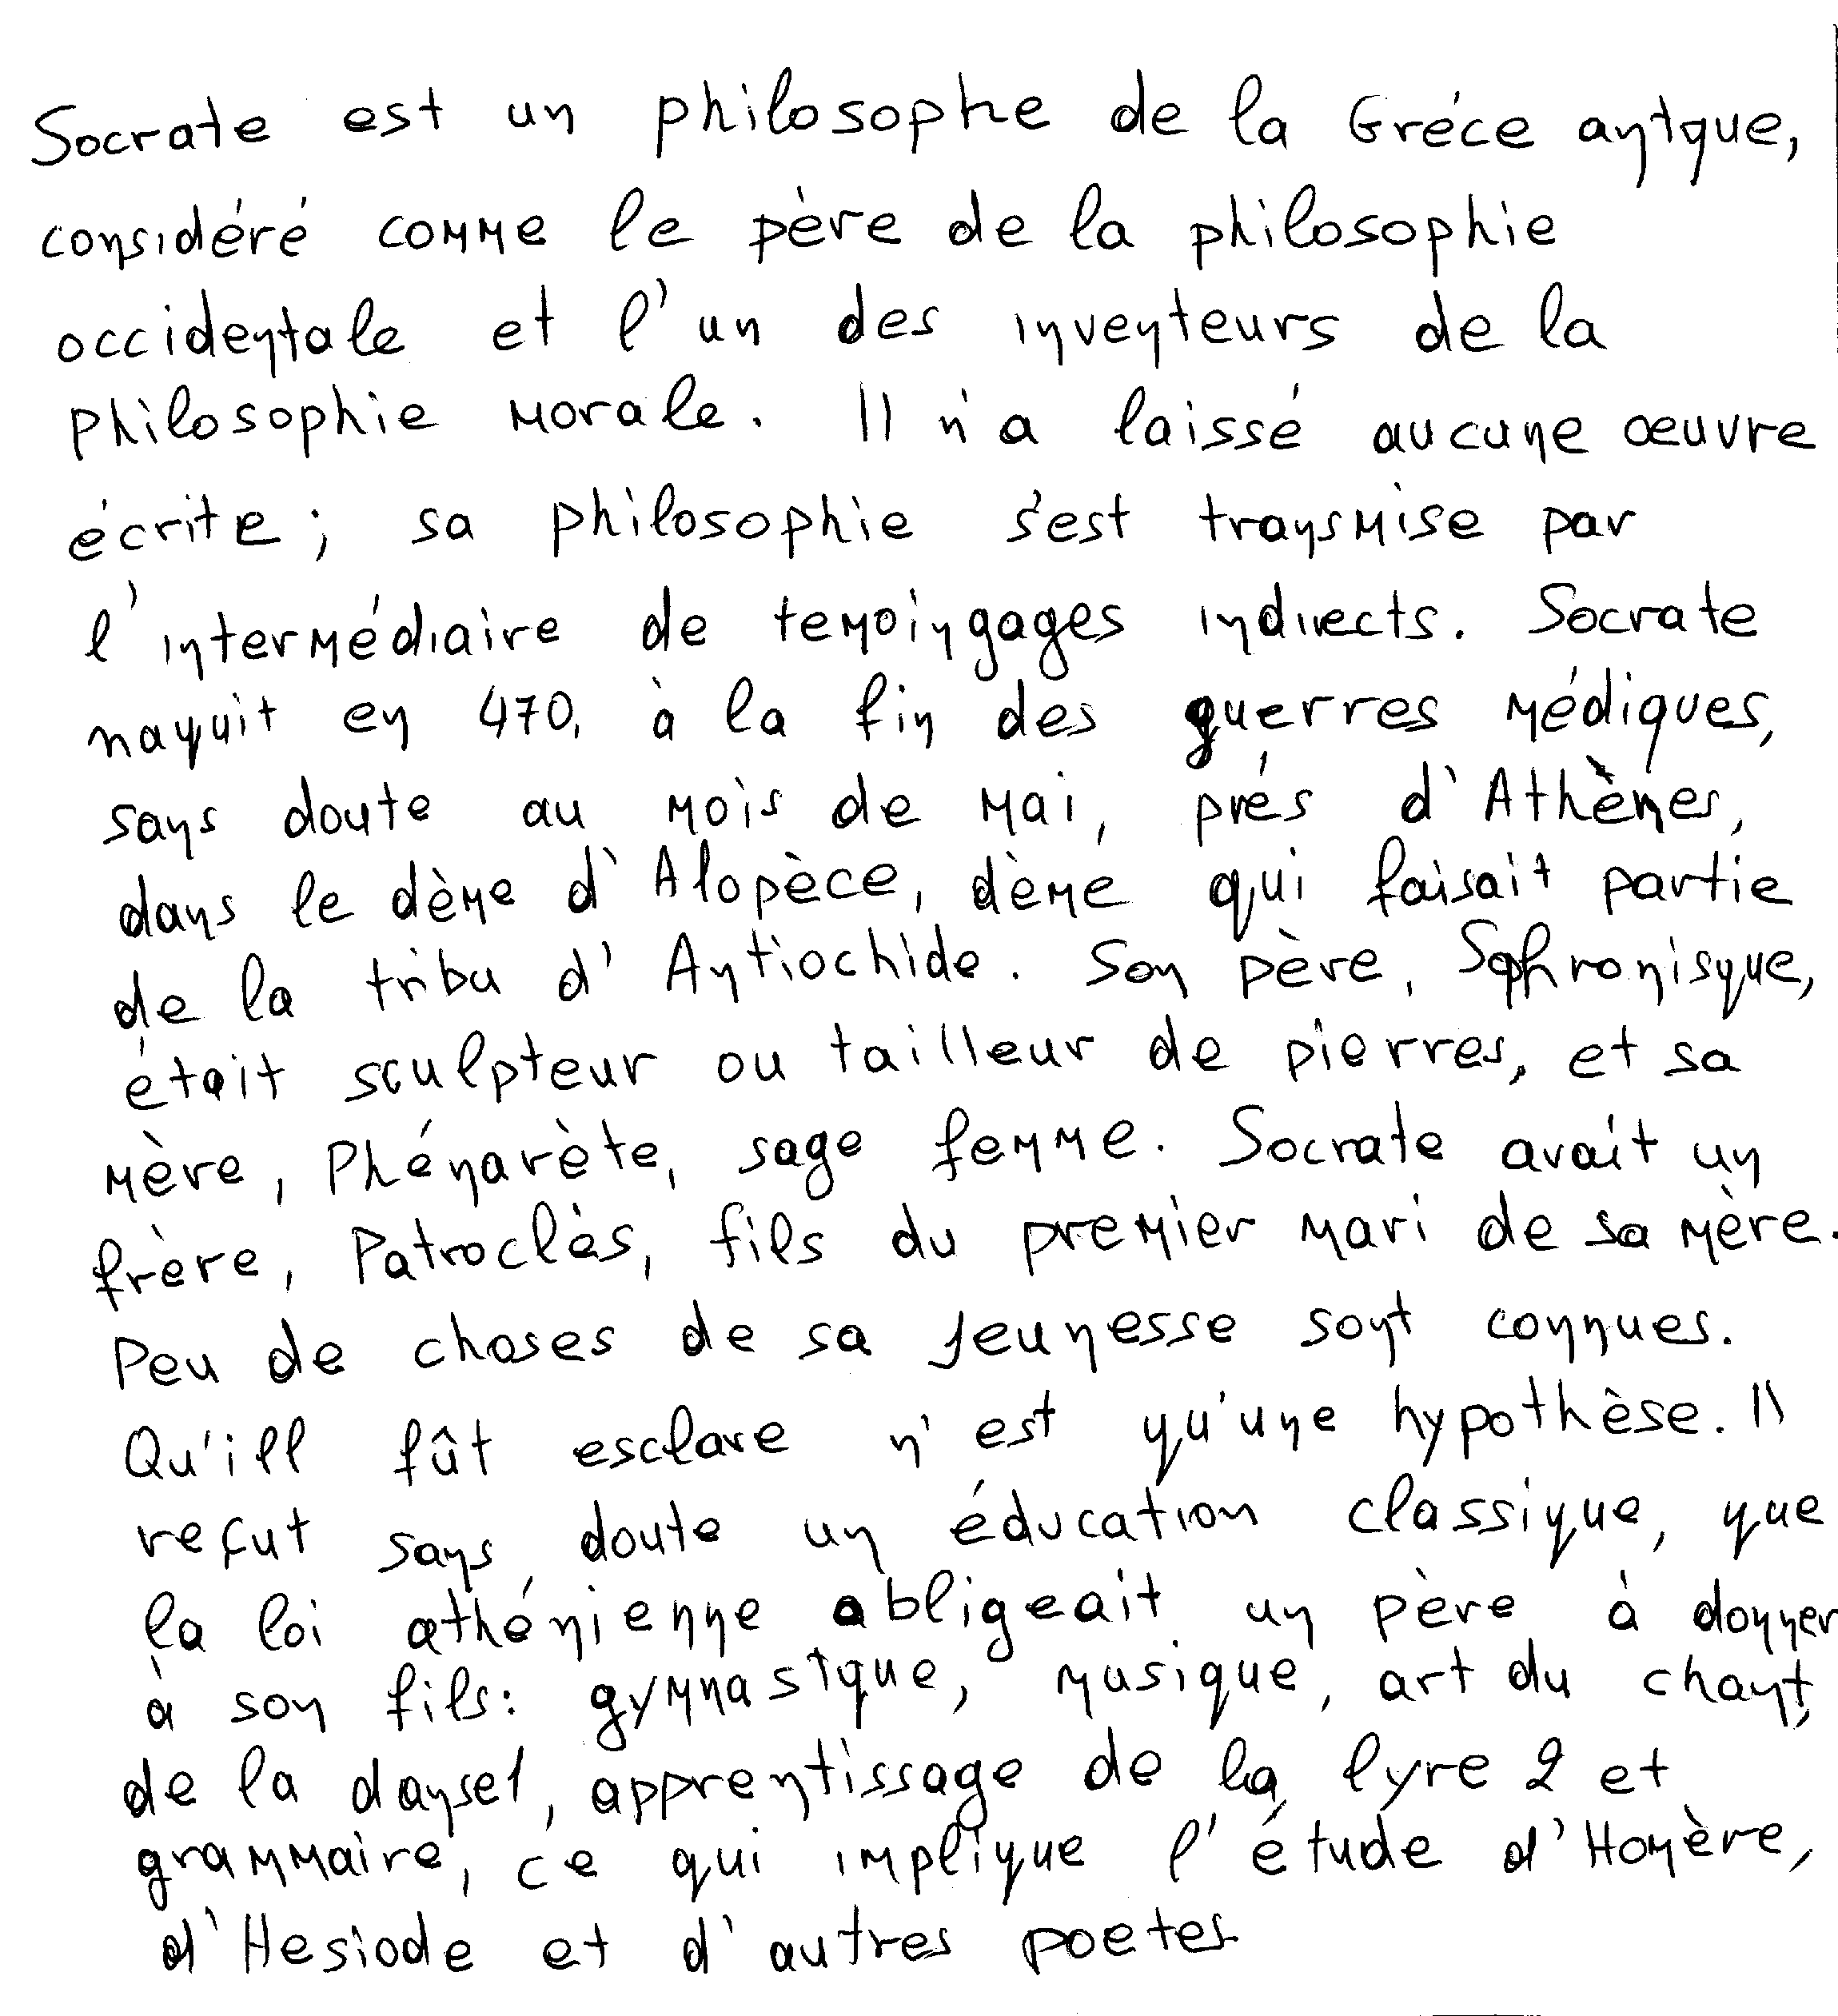 Socrate est un philosophe de la Gréce antque,
considéré comme le père de la philosophie
occidentale et l'un des inventeurs de la
philosophie morale. Il n'a laissé aucune œuvre
écrite; sa philosophie s'est transmise par
l'intermédiaire de temoingages indirects. Socrate
naquit en 470, à la fin des guerres médiques,
sans doute au mois de mai, prés d'Athènes,
dans le dème d'Alopèce, dème qui faisait partie
de la tribu d'Antiochide. Son père, Sophronisque,
était sculpteur ou tailleur de pierres, et sa
mère, Phénarète, sage femme. Socrate avait un
frère, Patroclès, fils du premier mari de sa mère.
Peu de choses de sa jeunesse sont connues.
Qu'ill fût esclave n'est qu'une hypothèse. Il
reçut sans doute un éducation classique, que
la loi athénienne obligeait un père à donner
à son fils: gymnastque, musique, art du chant,
de la danse1, apprentissage de la lyre 2 et
grammaire, ce qui implique l'étude d'Homère,
d'Hesiode et d'autres poetes